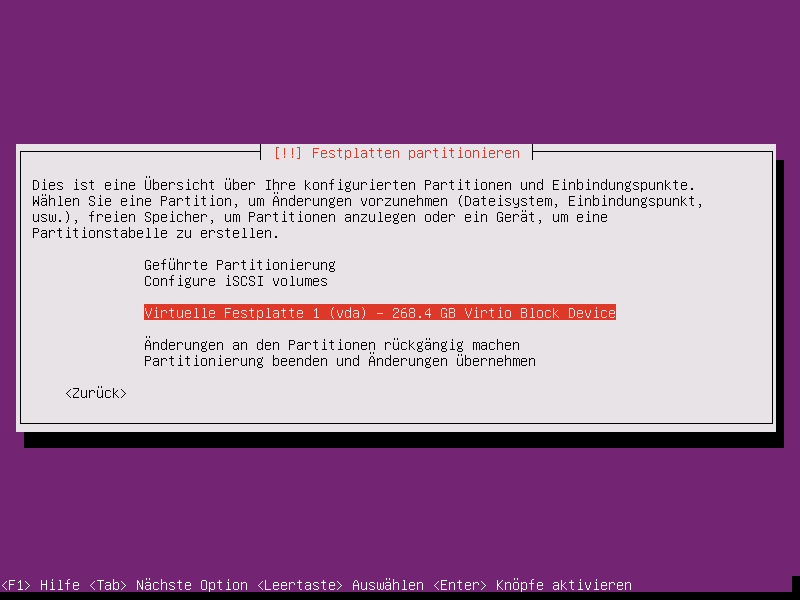 [!!] Festplatten partitionieren
Dies ist eine Übersicht über Ihre konfigurierten Partitionen und Einbindungspunkte.
Wählen Sie eine Partition, um Änderungen vorzunehmen (Dateisystem, Einbindungspunkt,
usw.), freien Speicher, um Partitionen anzulegen oder ein Gerät, um eine
Partitionstabelle zu erstellen.
Geführte Partitionierung
Configure iSCSI volumes
Virtuelle Festplatte 1 (vda) – 268.4 GB Virtio Block Device
Änderungen an den Partitionen rückgängig machen
Partitionierung beenden und Änderungen übernehmen
<Zurück>
<F1> Hilfe <Tab> Nächste Option <Leertaste> Auswählen <Enter> Knöpfe aktivieren